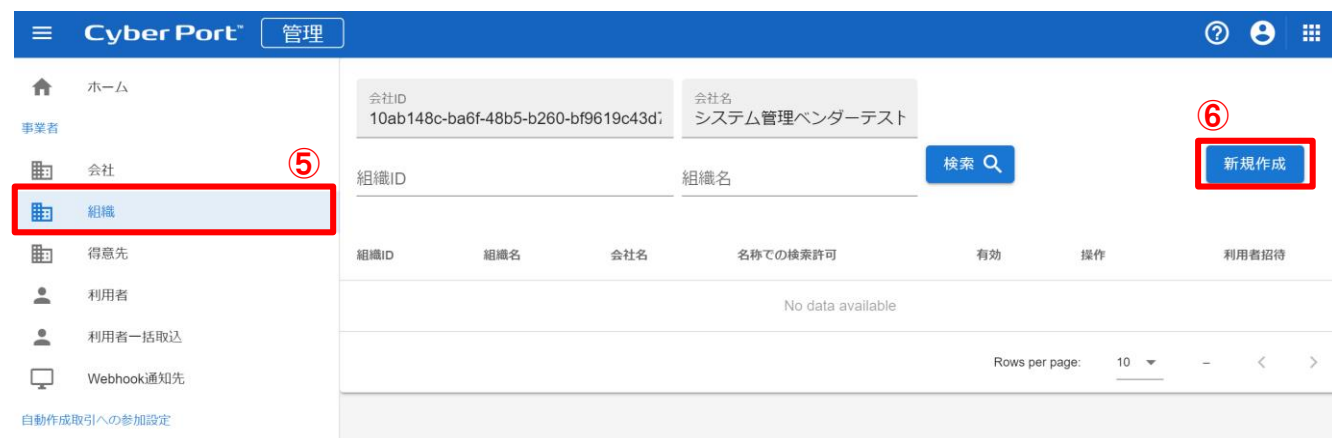 Cyber Port™ 管理
ホーム
事業者
会社
⑤
組織
得意先
利用者
利用者一括取込
Webhook通知先
自動作成取引への参加設定
会社ID
10ab148c-ba6f-48b5-b260-bf9619c43d7
会社名
システム管理ベンダーテスト
⑥
組織ID
組織名
検索
新規作成
組織ID 組織名 会社名 名称での検索許可 有効 操作 利用者招待
No data available
Rows per page: 10 –